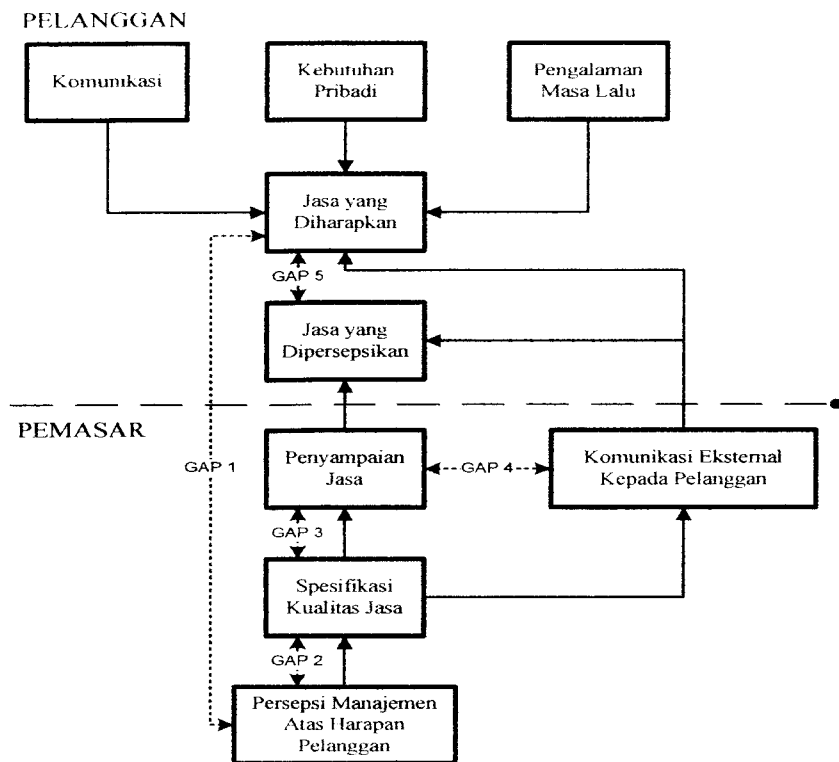 PELANGGAN
Komunikasi
Kebutuhan
Pribadi
Pengalaman
Masa Lalu
Jasa yang
Diharapkan
GAP 5
Jasa yang
Dipersepsikan
PEMASAR
GAP 1
Penyampaian
Jasa
GAP 4
Komunikasi Eksternal
Kepada Pelanggan
GAP 3
Spesifikasi
Kualitas Jasa
GAP 2
Persepsi Manajemen
Atas Harapan
Pelanggan